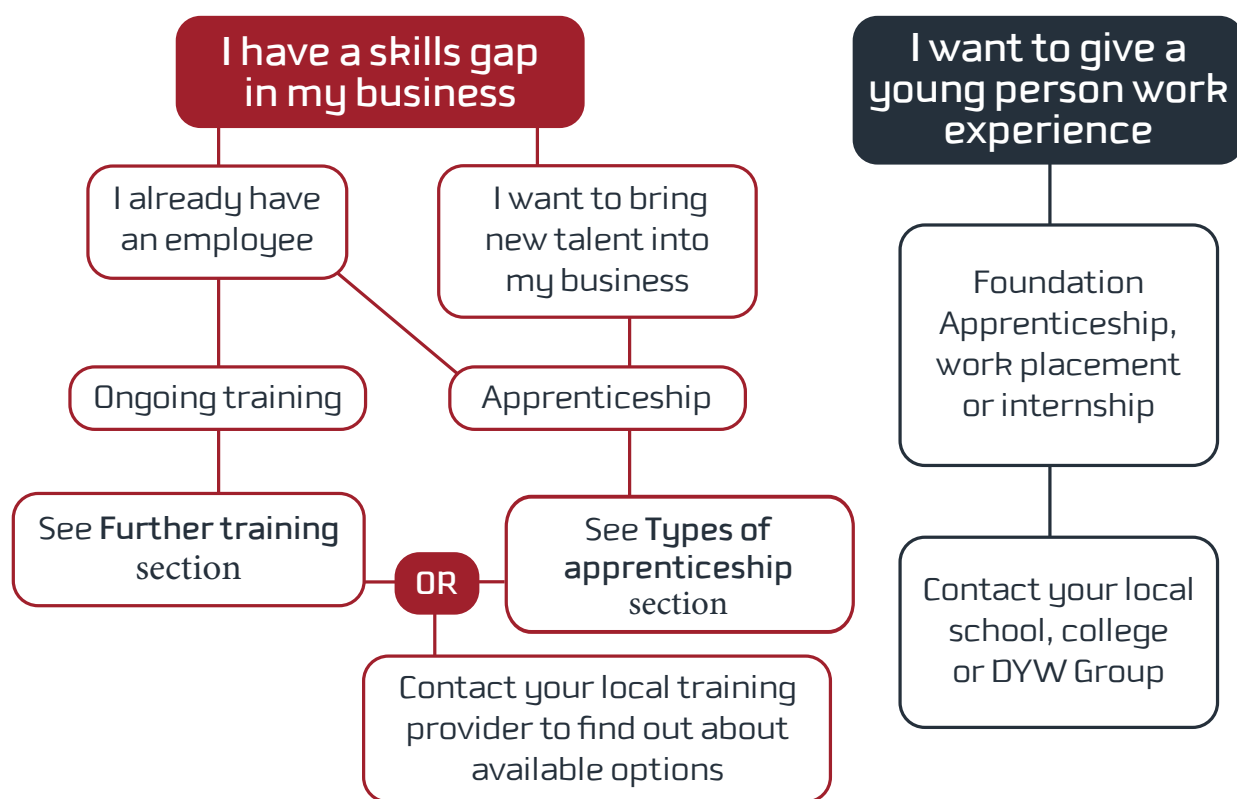 I have a skills gap
in my business
I already have
an employee
I want to bring
new talent into
my business
Ongoing training
Apprenticeship
See Further training
section
OR
See Types of
apprenticeship
section
Contact your local training
provider to find out about
available options
I want to give a
young person work
experience
Foundation
Apprenticeship,
work placement
or internship
Contact your local
school, college
or DYW Group